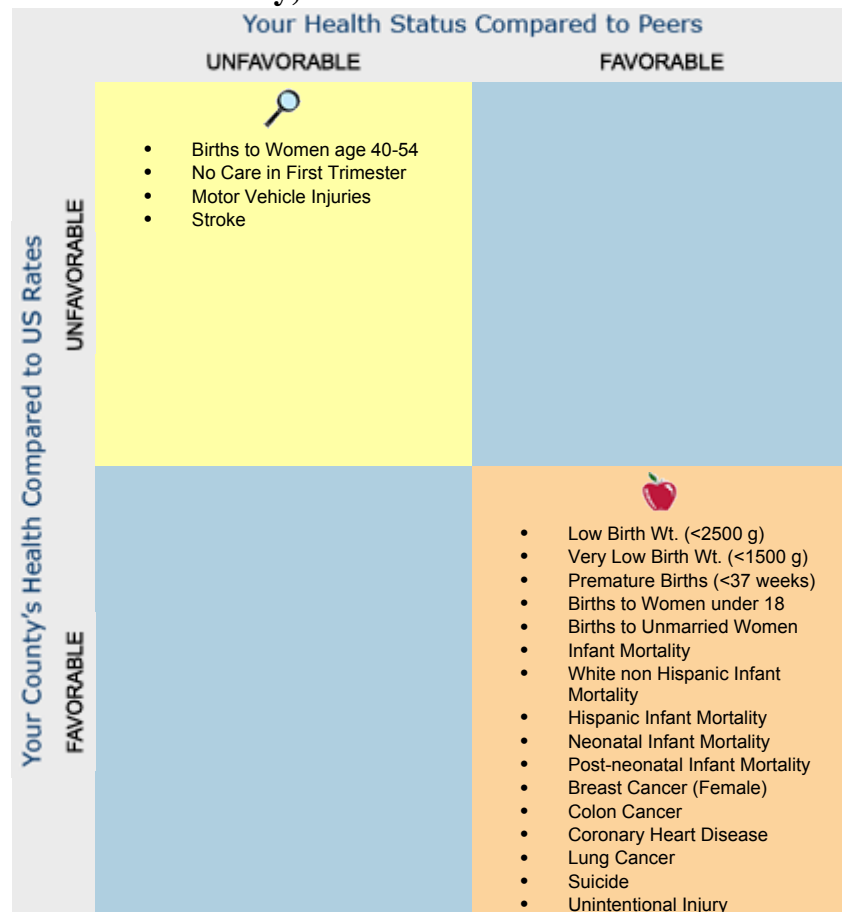 Your Health Status Compared to Peers
UNFAVORABLE
FAVORABLE
Your County's Health Compared to US Rates
UNFAVORABLE
• Births to Women age 40-54
• No Care in First Trimester
• Motor Vehicle Injuries
• Stroke
FAVORABLE
• Low Birth Wt. (<2500 g)
• Very Low Birth Wt. (<1500 g)
• Premature Births (<37 weeks)
• Births to Women under 18
• Births to Unmarried Women
• Infant Mortality
• White non Hispanic Infant
Mortality
• Hispanic Infant Mortality
• Neonatal Infant Mortality
• Post-neonatal Infant Mortality
• Breast Cancer (Female)
• Colon Cancer
• Coronary Heart Disease
• Lung Cancer
• Suicide
• Unintentional Injury